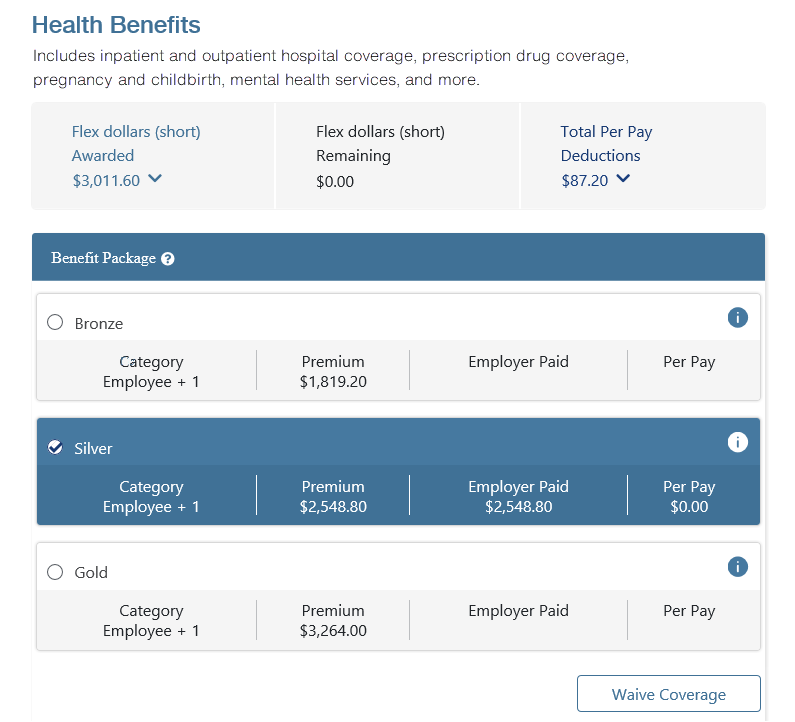 Health Benefits
Includes inpatient and outpatient hospital coverage, prescription drug coverage,
pregnancy and childbirth, mental health services, and more.
Flex dollars (short)
Awarded
$3,011.60
Flex dollars (short)
Remaining
$0.00
Total Per Pay
Deductions
$87.20
Benefit Package ?
Bronze i
Category Premium Employer Paid Per Pay
Employee + 1 $1,819.20
Silver i
Category Premium Employer Paid Per Pay
Employee + 1 $2,548.80 $2,548.80 $0.00
Gold i
Category Premium Employer Paid Per Pay
Employee + 1 $3,264.00
Waive Coverage